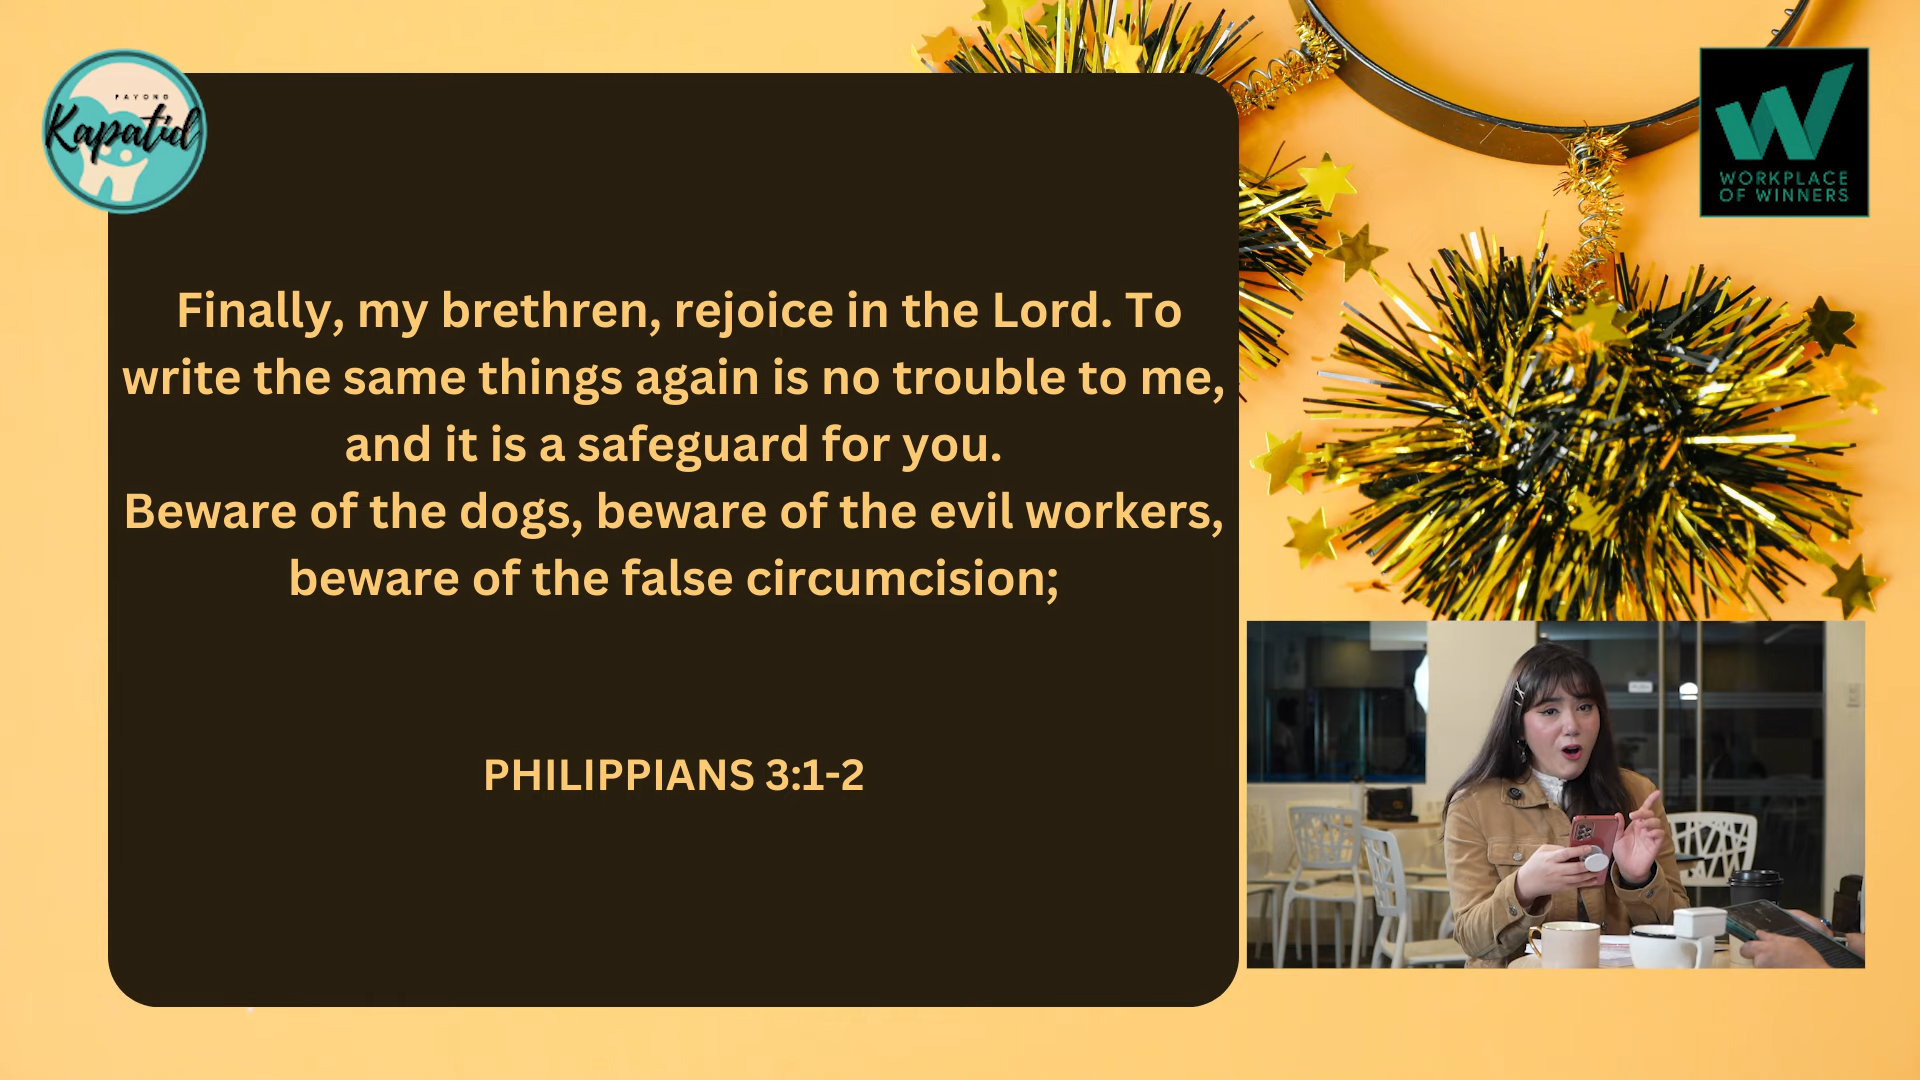 PAYONG
Kapatid
WORKPLACE
OF WINNERS
Finally, my brethren, rejoice in the Lord. To
write the same things again is no trouble to me,
and it is a safeguard for you.
Beware of the dogs, beware of the evil workers,
beware of the false circumcision;
PHILIPPIANS 3:1-2